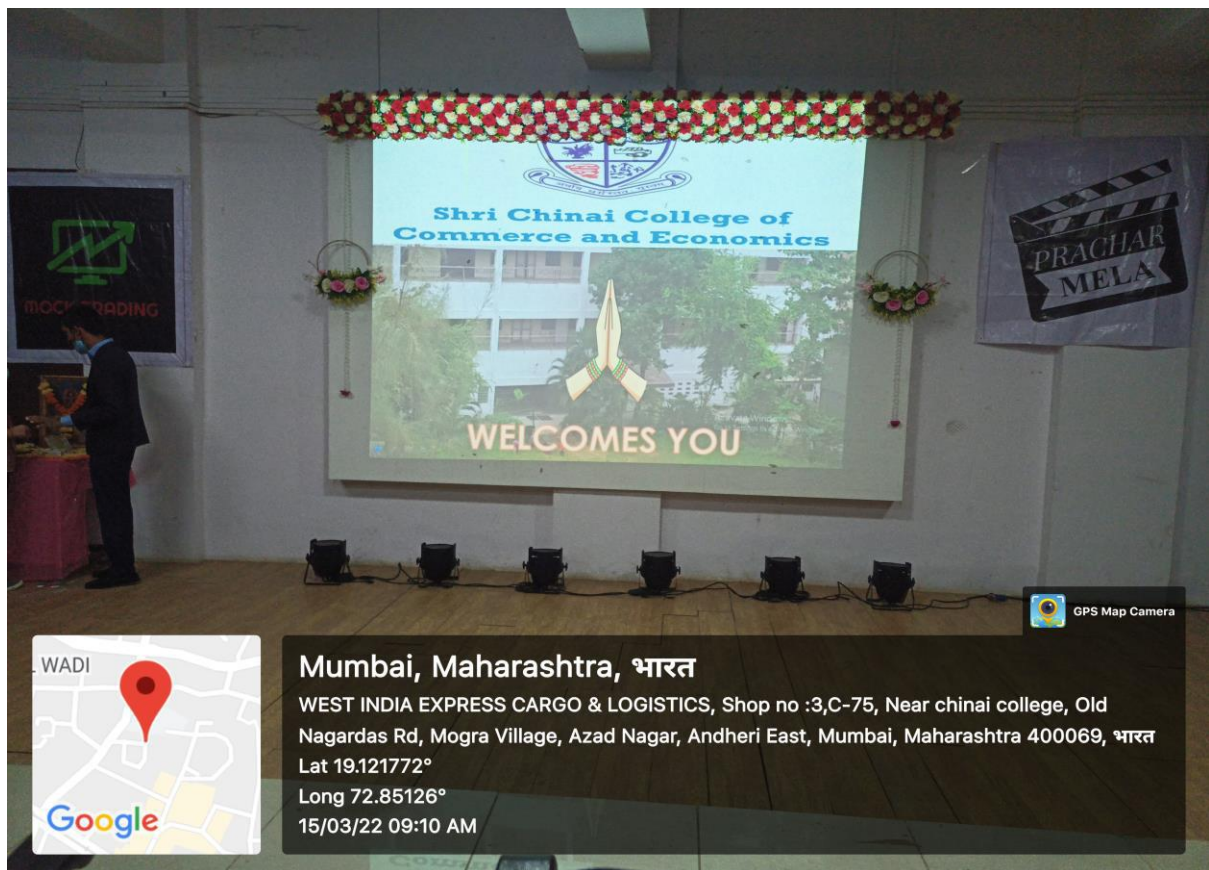 Shri Chinai College of
Commerce and Economics
MOCK TRADING
PRACHAR
MELA
WELCOMES YOU
GPS Map Camera
WADI
Google
Mumbai, Maharashtra, भारत
WEST INDIA EXPRESS CARGO & LOGISTICS, Shop no :3,C-75, Near chinai college, Old
Nagardas Rd, Mogra Village, Azad Nagar, Andheri East, Mumbai, Maharashtra 400069, भारत
Lat 19.121772°
Long 72.85126°
15/03/22 09:10 AM